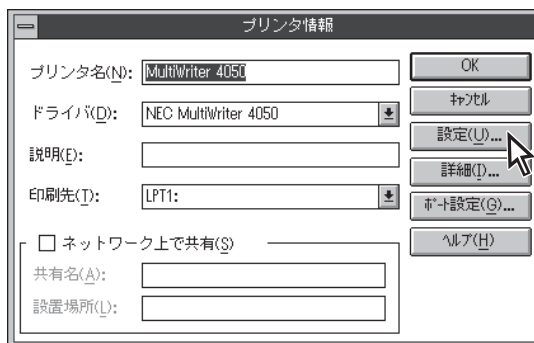 プリンタ情報
プリンタ名(N): MultiWriter 4050
ドライバ(D): NEC MultiWriter 4050
説明(E):
印刷先(T): LPT1:
ネットワーク上で共有(S)
共有名(A):
設置場所(L):
OK
キャンセル
設定(U)...
詳細(I)...
ポート設定(G)...
ヘルプ(H)